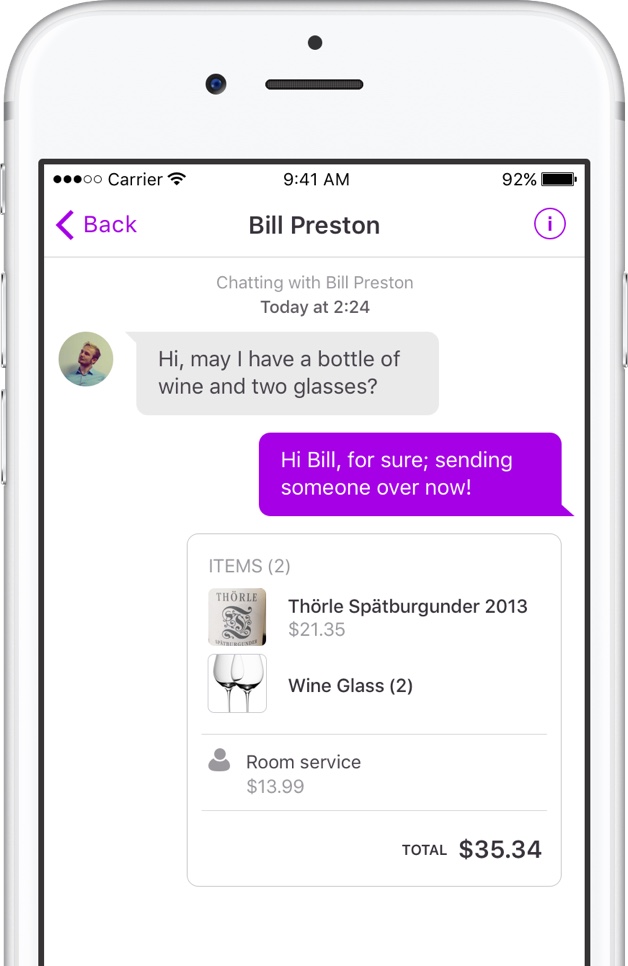 Carrier 9:41 AM 92%
Back Bill Preston i
Chatting with Bill Preston
Today at 2:24
Hi, may I have a bottle of
wine and two glasses?
Hi Bill, for sure; sending
someone over now!
ITEMS (2)
THÖRLE
SPÄTBURGUNDER
Thörle Spätburgunder 2013
$21.35
Wine Glass (2)
Room service
$13.99
TOTAL $35.34